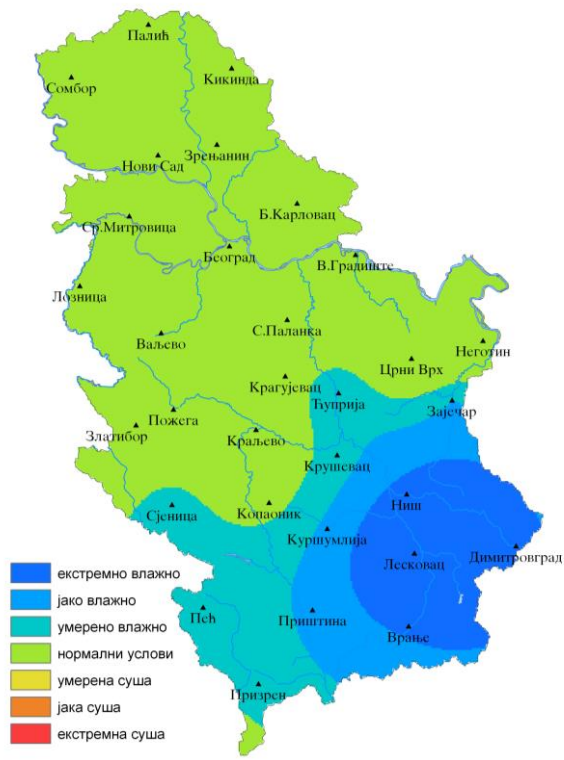 Палић
Кикинда
Сомбор
Зрењанин
Нови Сад
Б.Карловац
Ср.Митровица
Београд
В.Градиште
Лозница
С.Паланка
Ваљево
Неготин
Црни Врх
Крагујевац
Ћуприја
Зајечар
Пожега
Златибор
Краљево
Крушевац
Ниш
Сјеница
Копаоник
Куршумлија
Димитровград
Лесковац
Пећ
Приштина
Врање
Призрен
екстремно влажно
јако влажно
умерено влажно
нормални услови
умерена суша
јака суша
екстремна суша